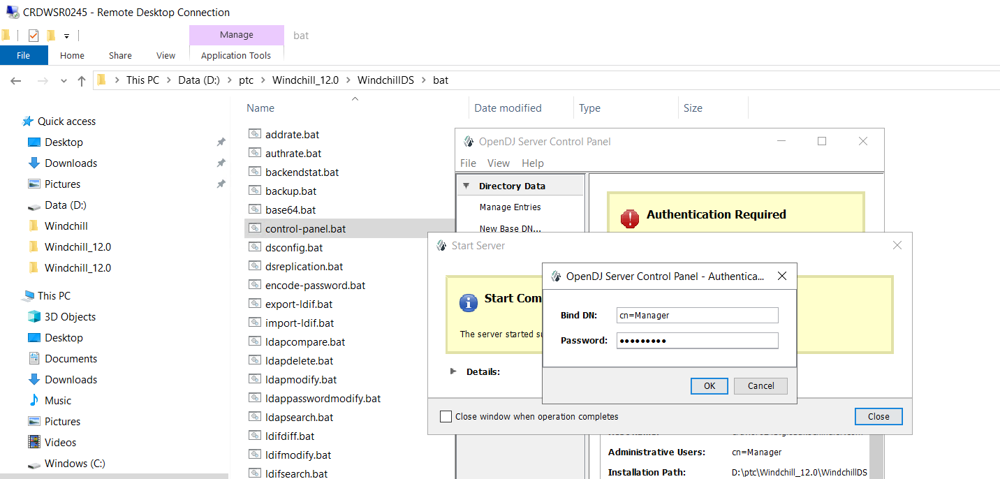 CRDWSR0245 - Remote Desktop Connection
Manage
bat
File
Home
Share
View
Application Tools
This PC > Data (D:) > ptc > Windchill_12.0 > WindchillDS > bat
Name
Date modified
Type
Size
Quick access
Desktop
Downloads
Pictures
Data (D:)
Windchill
Windchill_12.0
Windchill_12.0
This PC
3D Objects
Desktop
Documents
Downloads
Music
Pictures
Videos
Windows (C:)
addrate.bat
authrate.bat
backendstat.bat
backup.bat
base64.bat
control-panel.bat
dsconfig.bat
dsreplication.bat
encode-password.bat
export-ldif.bat
import-ldif.bat
ldapcompare.bat
ldapdelete.bat
ldapmodify.bat
ldappasswordmodify.bat
ldapsearch.bat
ldifdiff.bat
ldifmodify.bat
ldifsearch.bat
OpenDJ Server Control Panel
File View Help
Directory Data
Manage Entries
New Base DN...
Authentication Required
Start Server
Start Com
The server started su
Details:
Close window when operation completes
Close
OpenDJ Server Control Panel - Authentica...
Bind DN:
cn=Manager
Password:
●●●●●●●●●
OK
Cancel
Administrative Users:
cn=Manager
Installation Path:
D:\ptc\Windchill_12.0\WindchillDS